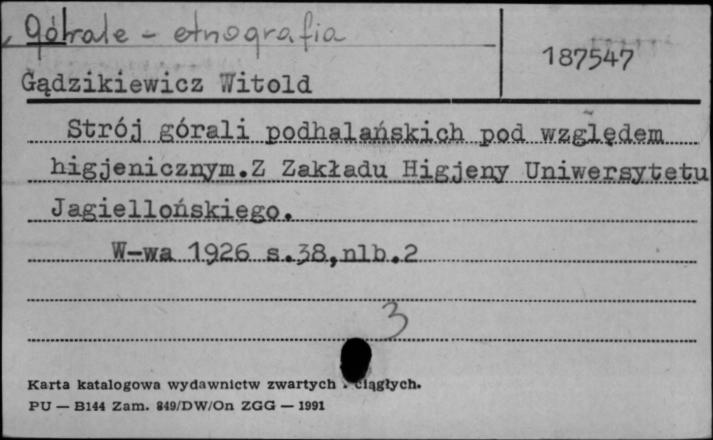 Górale - etnografia
187547
Gądzikiewicz Witold
Strój górali podhalańskich pod względem
higjenicznym.Z Zakładu Higjeny Uniwersytetu
Jagiellońskiego.
W-wa 1926 s.38,nlb.2
3
Karta katalogowa wydawnictw zwartych . ciągłych.
PU — B144 Zam. 849/DW/On ZGG — 1991